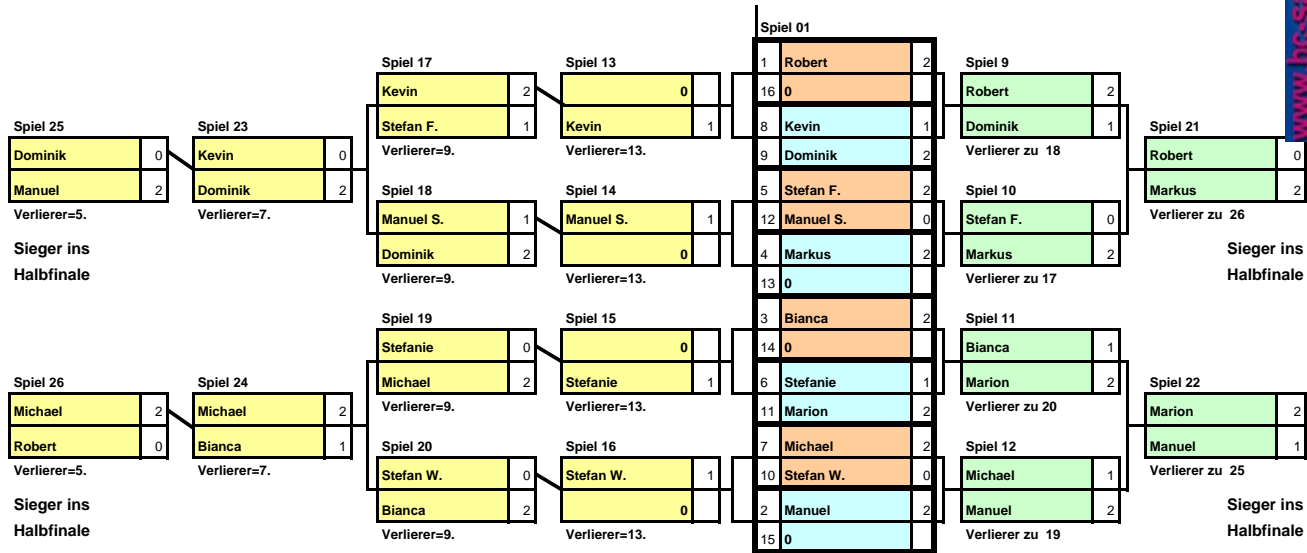 Spiel 25
Dominik 0
Manuel 2
Verlierer=5.
Sieger ins
Halbfinale
Spiel 26
Michael 2
Robert 0
Verlierer=5.
Sieger ins
Halbfinale
Spiel 23
Kevin 0
Dominik 2
Verlierer=7.
Spiel 24
Michael 2
Bianca 1
Verlierer=7.
Spiel 17
Kevin 2
Stefan F. 1
Verlierer=9.
Spiel 18
Manuel S. 1
Dominik 2
Verlierer=9.
Spiel 19
Stefanie 0
Michael 2
Verlierer=9.
Spiel 20
Stefan W. 0
Bianca 2
Verlierer=9.
Spiel 13
0
Kevin 1
Verlierer=13.
Spiel 14
Manuel S. 1
0
Verlierer=13.
Spiel 15
0
Stefanie 1
Verlierer=13.
Spiel 16
Stefan W. 1
0
Verlierer=13.
Spiel 01
1 Robert 2
16 0
8 Kevin 1
9 Dominik 2
5 Stefan F. 2
12 Manuel S. 0
4 Markus 2
13 0
3 Bianca 2
14 0
6 Stefanie 1
11 Marion 2
7 Michael 2
10 Stefan W. 0
2 Manuel 2
15 0
Spiel 9
Robert 2
Dominik 1
Verlierer zu 18
Spiel 10
Stefan F. 0
Markus 2
Verlierer zu 17
Spiel 11
Bianca 1
Marion 2
Verlierer zu 20
Spiel 12
Michael 1
Manuel 2
Verlierer zu 19
Spiel 21
Robert 0
Markus 2
Verlierer zu 26
Sieger ins
Halbfinale
Spiel 22
Marion 2
Manuel 1
Verlierer zu 25
Sieger ins
Halbfinale